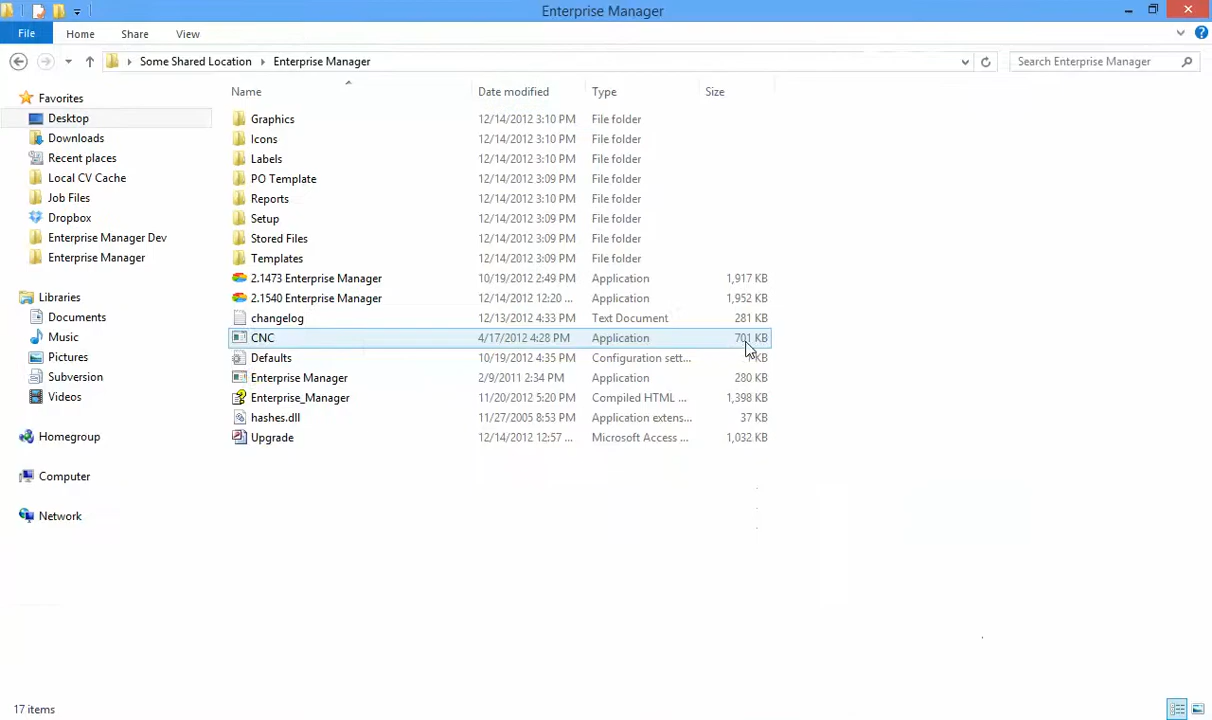 Enterprise Manager
File Home Share View
Some Shared Location Enterprise Manager Search Enterprise Manager
Name Date modified Type Size
Favorites
Desktop
Downloads
Recent places
Local CV Cache
Job Files
Dropbox
Enterprise Manager Dev
Enterprise Manager
Libraries
Documents
Music
Pictures
Subversion
Videos
Homegroup
Computer
Network
Graphics 12/14/2012 3:10 PM File folder
Icons 12/14/2012 3:10 PM File folder
Labels 12/14/2012 3:10 PM File folder
PO Template 12/14/2012 3:09 PM File folder
Reports 12/14/2012 3:10 PM File folder
Setup 12/14/2012 3:09 PM File folder
Stored Files 12/14/2012 3:09 PM File folder
Templates 12/14/2012 3:09 PM File folder
2.1473 Enterprise Manager 10/19/2012 2:49 PM Application 1,917 KB
2.1540 Enterprise Manager 12/14/2012 12:20 ... Application 1,952 KB
changelog 12/13/2012 4:33 PM Text Document 281 KB
CNC 4/17/2012 4:28 PM Application 701 KB
Defaults 10/19/2012 4:35 PM Configuration sett... KB
Enterprise Manager 2/9/2011 2:34 PM Application 280 KB
Enterprise_Manager 11/20/2012 5:20 PM Compiled HTML ... 1,398 KB
hashes.dll 11/27/2005 8:53 PM Application extens... 37 KB
Upgrade 12/14/2012 12:57 ... Microsoft Access ... 1,032 KB
17 items